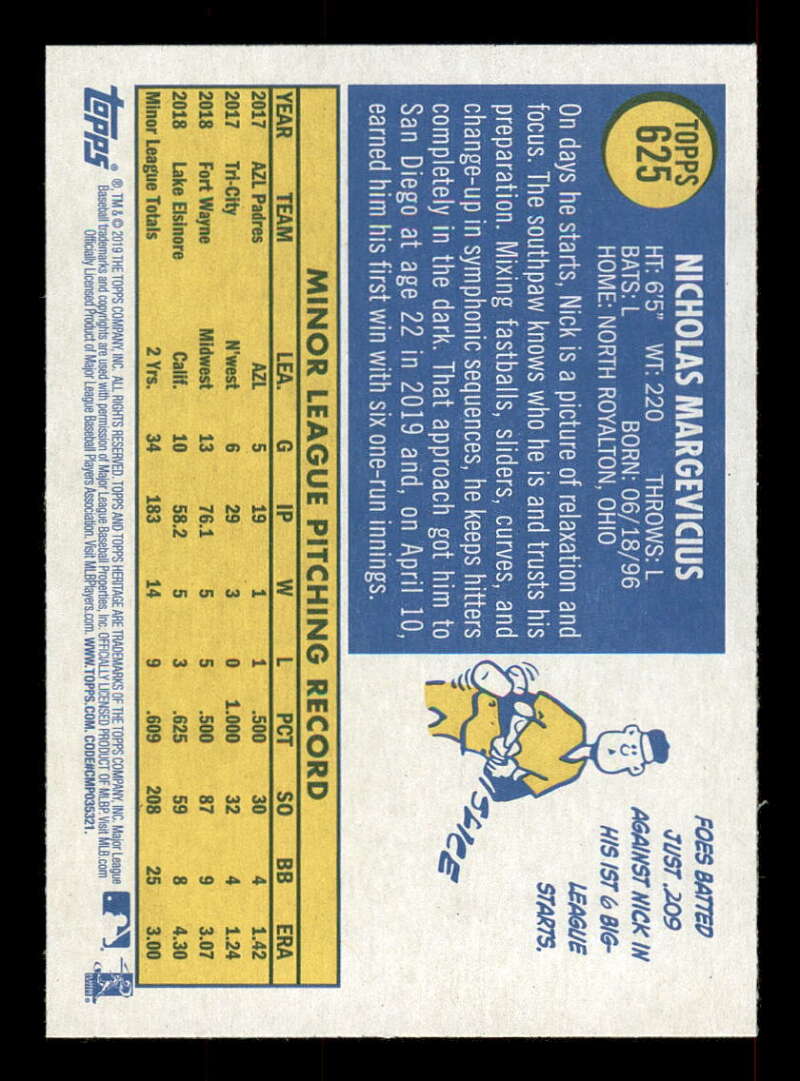 TOPPS
625
NICHOLAS MARGEVICIUS
HT: 6'5" WT: 220 THROWS: L
BATS: L BORN: 06/18/96
HOME: NORTH ROYALTON, OHIO
On days he starts, Nick is a picture of relaxation and
focus. The southpaw knows who he is and trusts his
preparation. Mixing fastballs, sliders, curves, and
change-up in symphonic sequences, he keeps hitters
completely in the dark. That approach got him to
San Diego at age 22 in 2019 and, on April 10,
earned him his first win with six one-run innings.
FOES BATTED
JUST .209
AGAINST NICK IN
HIS 1ST 6 BIG-
LEAGUE
STARTS.
SLICE
MINOR LEAGUE PITCHING RECORD
YEAR TEAM LEA. G IP W L PCT SO BB ERA
2017 AZL Padres AZL 5 19 1 1 .500 30 4 1.42
2017 Tri-City N'west 6 29 3 0 1.000 32 4 1.24
2018 Fort Wayne Midwest 13 76.1 5 5 .500 87 9 3.07
2018 Lake Elsinore Calif. 10 58.2 5 3 .625 59 8 4.30
Minor League Totals 2 Yrs. 34 183 14 9 .609 208 25 3.00
topps®
®, TM & © 2019 THE TOPPS COMPANY, INC. ALL RIGHTS RESERVED. TOPPS AND TOPPS HERITAGE ARE TRADEMARKS OF THE TOPPS COMPANY, INC. Major League
Baseball trademarks and copyrights are used with permission of Major League Baseball Properties, Inc. OFFICIALLY LICENSED PRODUCT OF MLBP. Visit MLB.com
Officially Licensed Product of Major League Baseball Players Association. Visit MLBPlayers.com. WWW.TOPPS.COM. CODE#CMP035321.